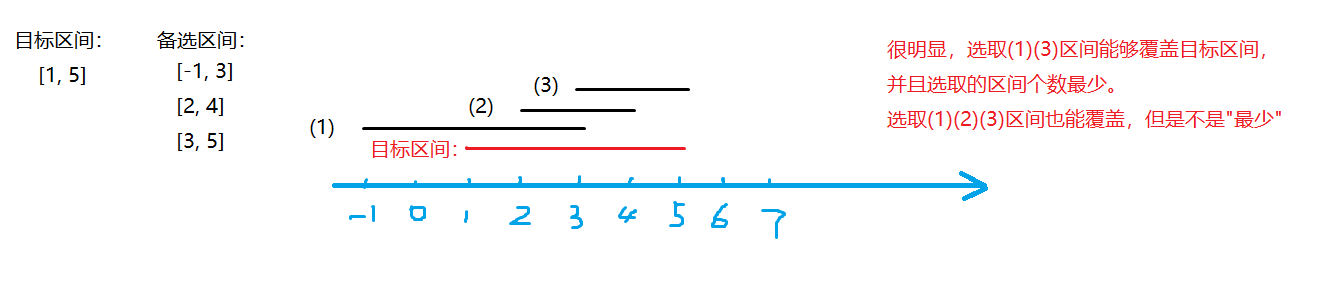 目标区间：
[1, 5]
备选区间：
[-1, 3]
[2, 4]
[3, 5]
(1)
(2)
(3)
目标区间：
-1 0 1 2 3 4 5 6 7
很明显，选取(1)(3)区间能够覆盖目标区间，
并且选取的区间个数最少。
选取(1)(2)(3)区间也能覆盖，但是不是"最少"